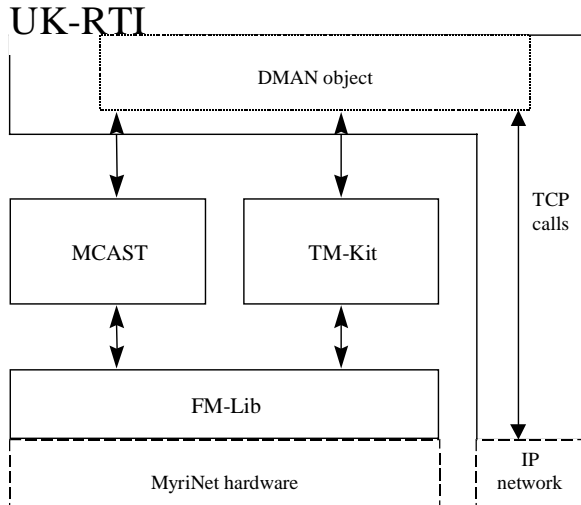 UK-RTI
DMAN object
TCP
calls
MCAST
TM-Kit
FM-Lib
MyriNet hardware
IP
network